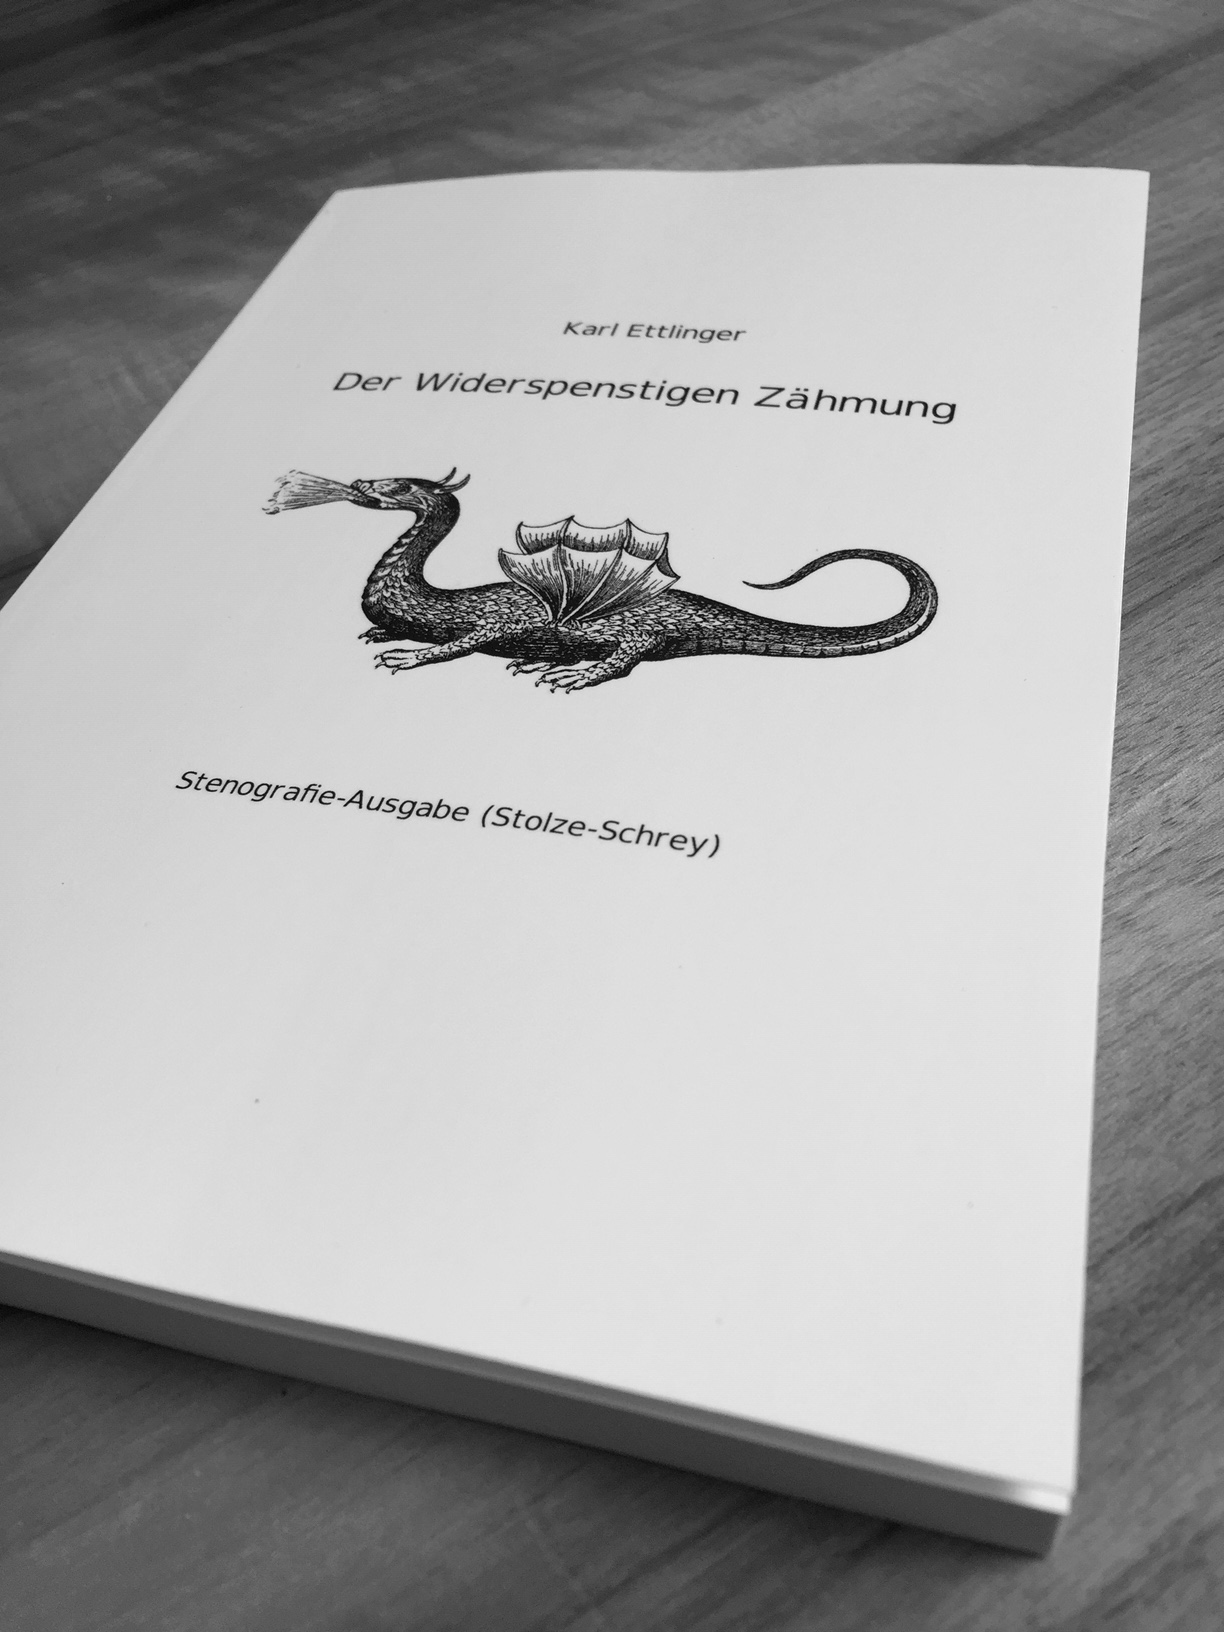 Karl Ettlinger
Der Widerspenstigen Zähmung
Stenografie-Ausgabe (Stolze-Schrey)